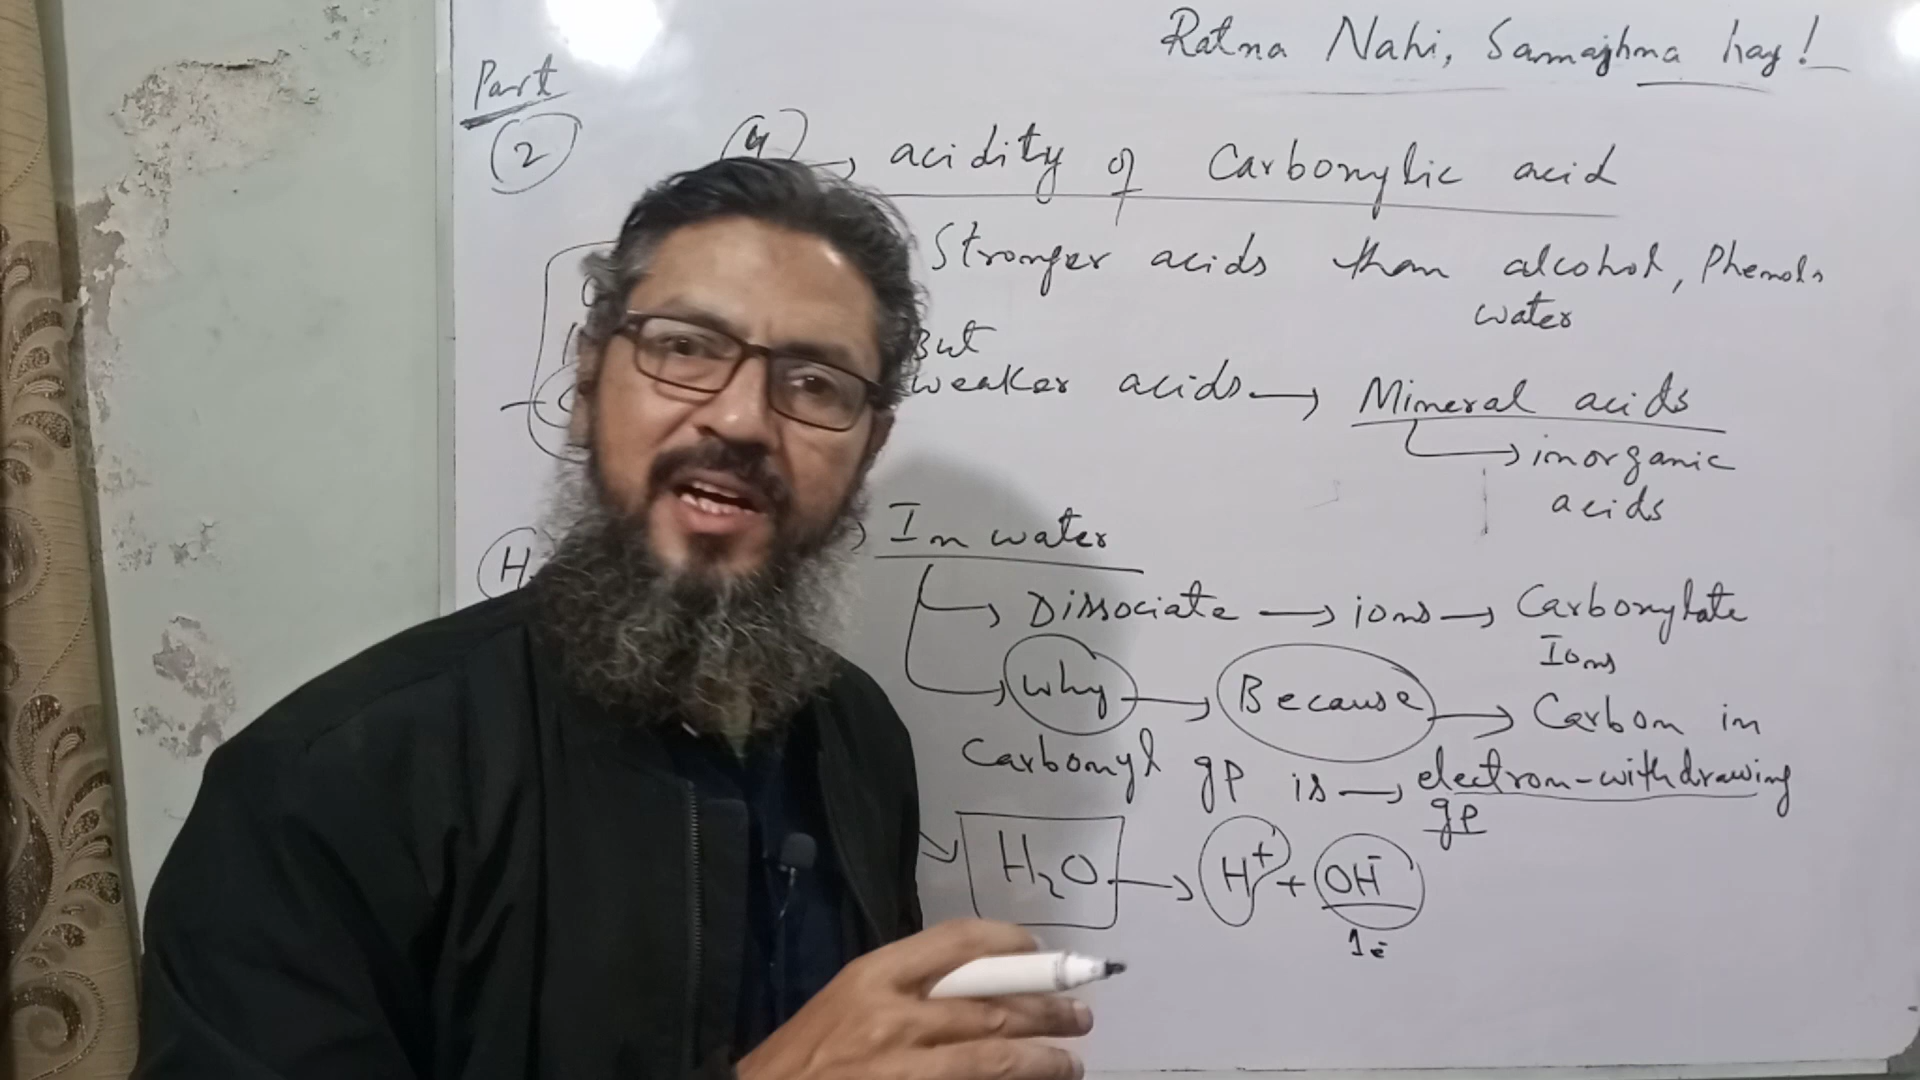 Ratna Nahi, Samajhna hay!
Part
2
4 → acidity of Carboxylic acid
Stronger acids than alcohol, Phenols
water
But
weaker acids → Mineral acids
→ inorganic
acids
In water
→ Dissociate → ions → Carboxylate
Ions
→ Why → Because → Carbon in
Carbonyl gp is → electron-withdrawing
gp
H₂O → H⁺ + OH⁻
1e⁻